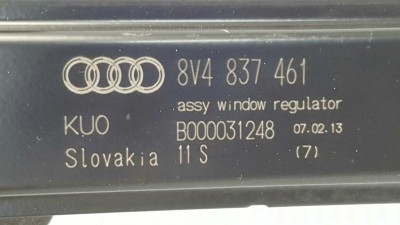 8V4 837 461
assy window regulator
KUO B000031248 07.02.13
Slovakia 11 S (7)